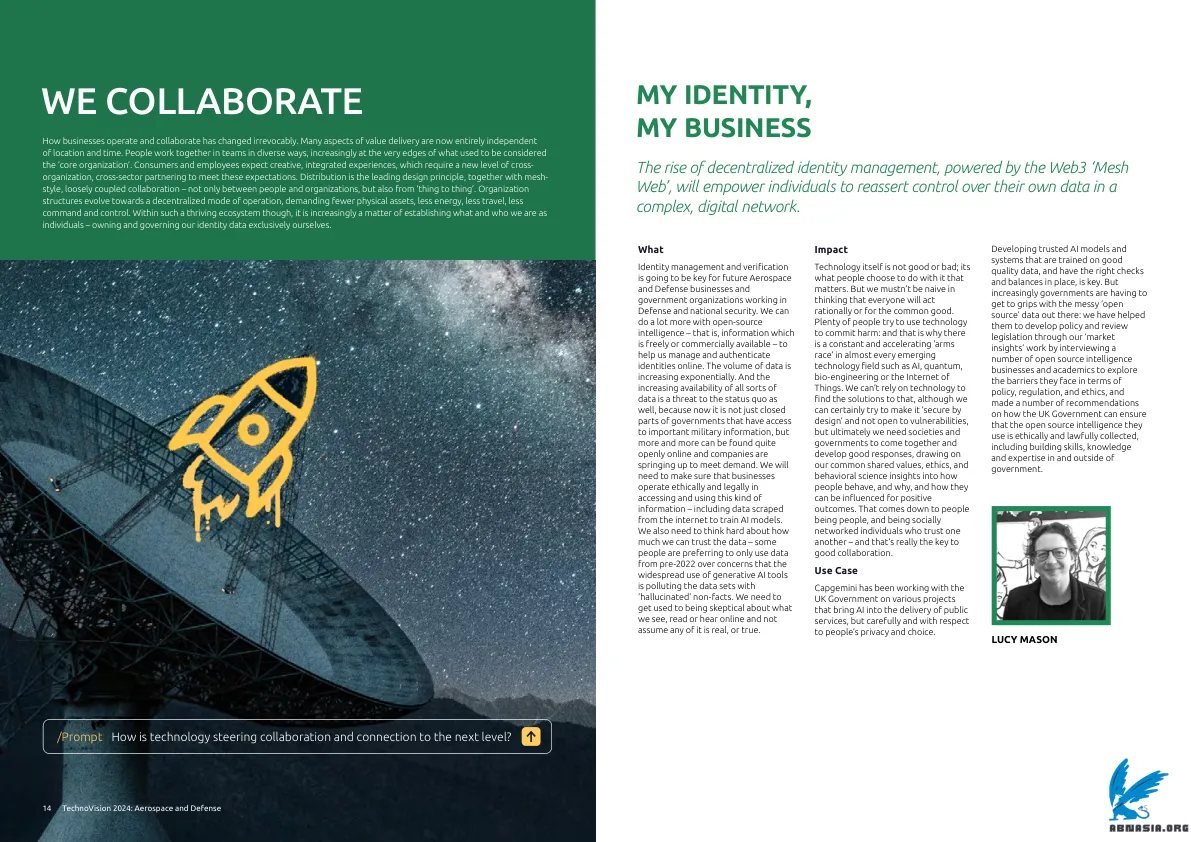 WE COLLABORATE
How businesses operate and collaborate has changed irrevocably. Many aspects of value delivery are now entirely independent
of location and time. People work together in teams in diverse ways, increasingly at the very edges of what used to be considered
the ‘core organization’. Consumers and employees expect creative, integrated experiences, which require a new level of cross-
organization, cross-sector partnering to meet these expectations. Distribution is the leading design principle, together with mesh-
style, loosely coupled collaboration – not only between people and organizations, but also from ‘thing to thing’. Organization
structures evolve towards a decentralized mode of operation, demanding fewer physical assets, less energy, less travel, less
command and control. Within such a thriving ecosystem though, it is increasingly a matter of establishing what and who we are as
individuals – owning and governing our identity data exclusively ourselves.
/Prompt How is technology steering collaboration and connection to the next level?
14 TechnoVision 2024: Aerospace and Defense
MY IDENTITY,
MY BUSINESS
The rise of decentralized identity management, powered by the Web3 ‘Mesh
Web’, will empower individuals to reassert control over their own data in a
complex, digital network.
What
Identity management and verification
is going to be key for future Aerospace
and Defense businesses and
government organizations working in
Defense and national security. We can
do a lot more with open-source
intelligence – that is, information which
is freely or commercially available – to
help us manage and authenticate
identities online. The volume of data is
increasing exponentially. And the
increasing availability of all sorts of
data is a threat to the status quo as
well, because now it is not just closed
parts of governments that have access
to important military information, but
more and more can be found quite
openly online and companies are
springing up to meet demand. We will
need to make sure that businesses
operate ethically and legally in
accessing and using this kind of
information – including data scraped
from the internet to train AI models.
We also need to think hard about how
much we can trust the data – some
people are preferring to only use data
from pre-2022 over concerns that the
widespread use of generative AI tools
is polluting the data sets with
‘hallucinated’ non-facts. We need to
get used to being skeptical about what
we see, read or hear online and not
assume any of it is real, or true.
Impact
Technology itself is not good or bad; its
what people choose to do with it that
matters. But we mustn’t be naive in
thinking that everyone will act
rationally or for the common good.
Plenty of people try to use technology
to commit harm: and that is why there
is a constant and accelerating ‘arms
race’ in almost every emerging
technology field such as AI, quantum,
bio-engineering or the Internet of
Things. We can’t rely on technology to
find the solutions to that, although we
can certainly try to make it ‘secure by
design’ and not open to vulnerabilities,
but ultimately we need societies and
governments to come together and
develop good responses, drawing on
our common shared values, ethics, and
behavioral science insights into how
people behave, and why, and how they
can be influenced for positive
outcomes. That comes down to people
being people, and being socially
networked individuals who trust one
another – and that’s really the key to
good collaboration.
Use Case
Capgemini has been working with the
UK Government on various projects
that bring AI into the delivery of public
services, but carefully and with respect
to people’s privacy and choice.
Developing trusted AI models and
systems that are trained on good
quality data, and have the right checks
and balances in place, is key. But
increasingly governments are having to
get to grips with the messy ‘open
source’ data out there: we have helped
them to develop policy and review
legislation through our ‘market
insights’ work by interviewing a
number of open source intelligence
businesses and academics to explore
the barriers they face in terms of
policy, regulation, and ethics, and
made a number of recommendations
on how the UK Government can ensure
that the open source intelligence they
use is ethically and lawfully collected,
including building skills, knowledge
and expertise in and outside of
government.
LUCY MASON
ABNASIA.ORG